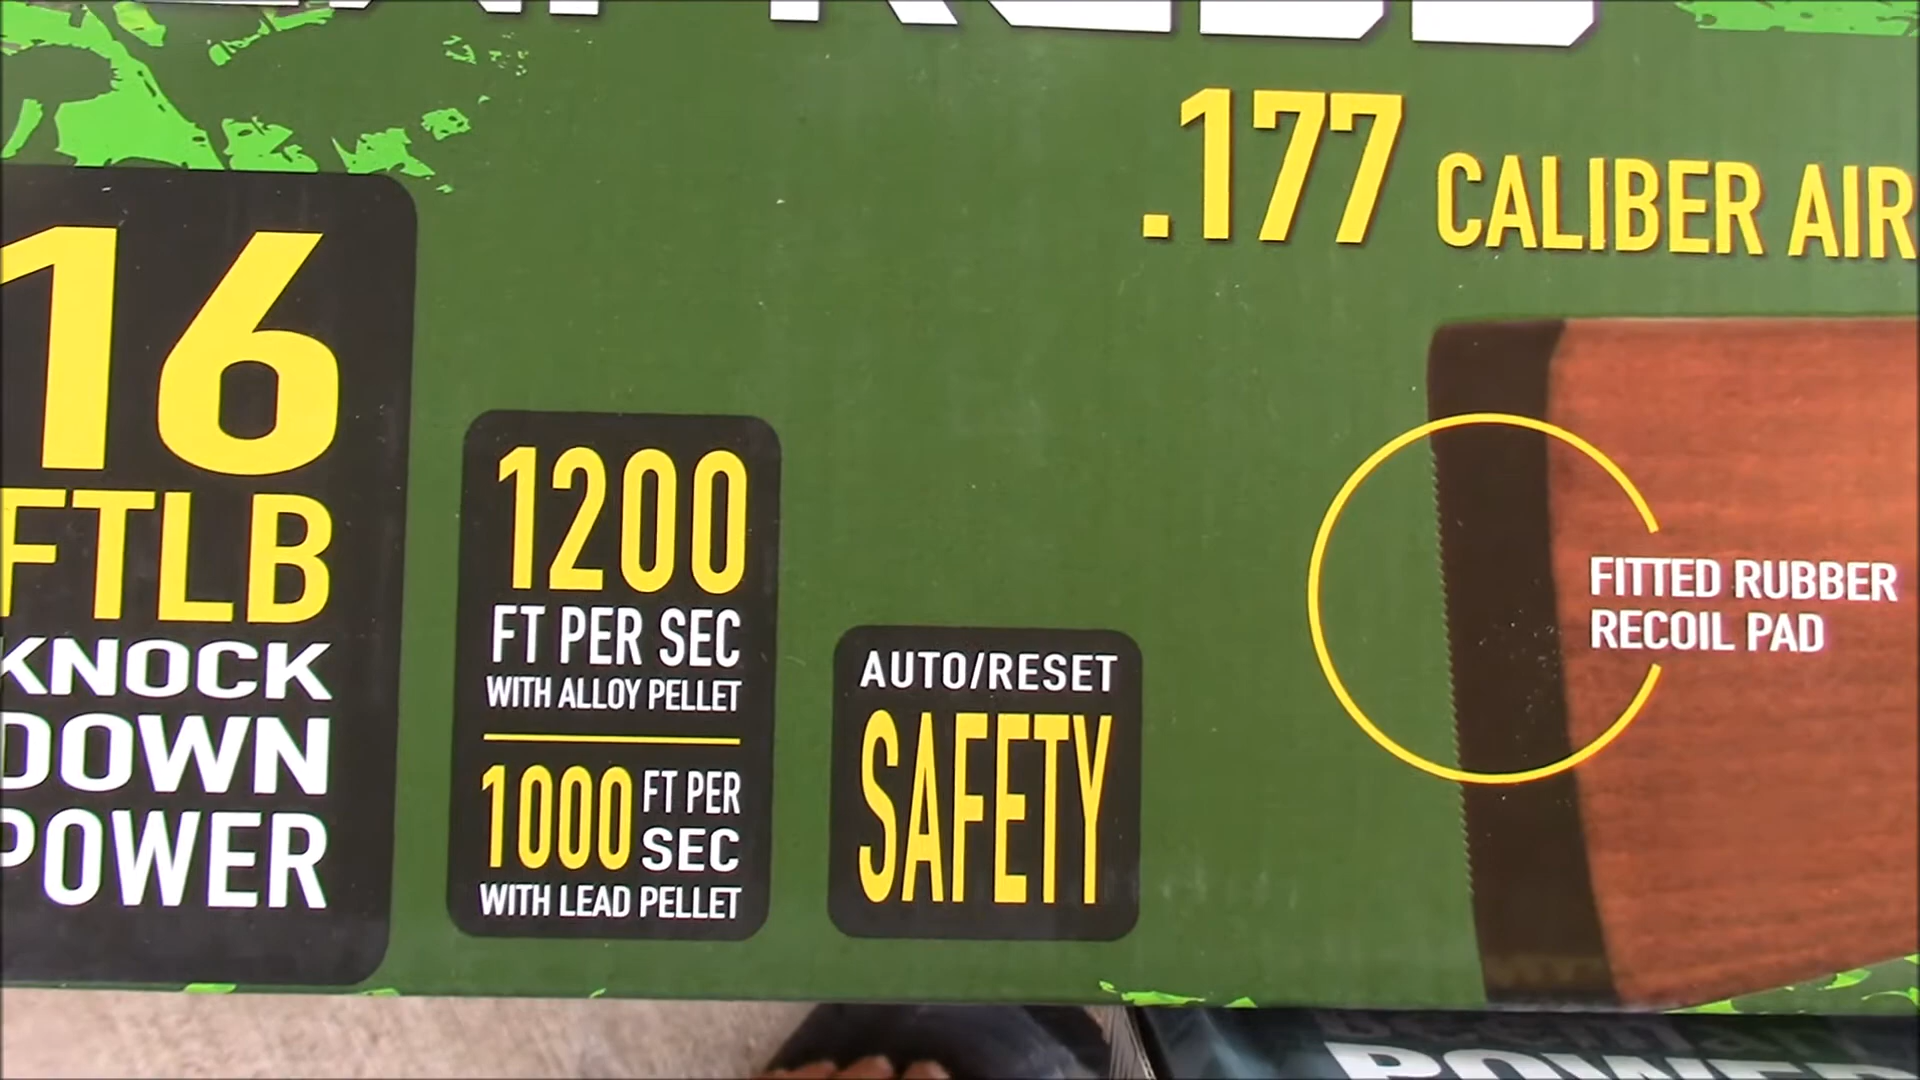 .177 CALIBER AIR
16
FTLB
KNOCK
DOWN
POWER
1200
FT PER SEC
WITH ALLOY PELLET
1000 FT PER
SEC
WITH LEAD PELLET
AUTO/RESET
SAFETY
FITTED RUBBER
RECOIL PAD